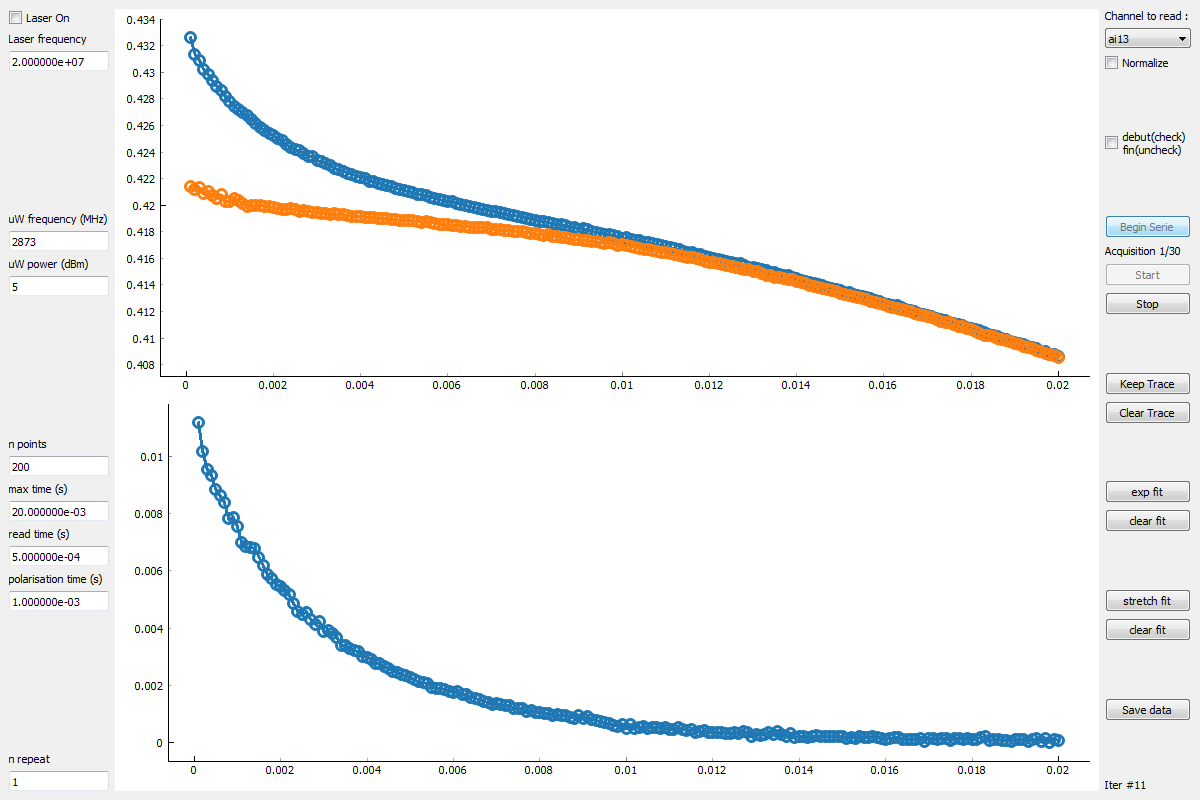 Laser On
Laser frequency
2.000000e+07
uW frequency (MHz)
2873
uW power (dBm)
5
n points
200
max time (s)
20.000000e-03
read time (s)
5.000000e-04
polarisation time (s)
1.000000e-03
n repeat
1
0.434
0.432
0.43
0.428
0.426
0.424
0.422
0.42
0.418
0.416
0.414
0.412
0.41
0.408
0 0.002 0.004 0.006 0.008 0.01 0.012 0.014 0.016 0.018 0.02
0.01
0.008
0.006
0.004
0.002
0
0 0.002 0.004 0.006 0.008 0.01 0.012 0.014 0.016 0.018 0.02
Channel to read :
ai13
Normalize
debut(check)
fin(uncheck)
Begin Serie
Acquisition 1/30
Start
Stop
Keep Trace
Clear Trace
exp fit
clear fit
stretch fit
clear fit
Save data
Iter #11